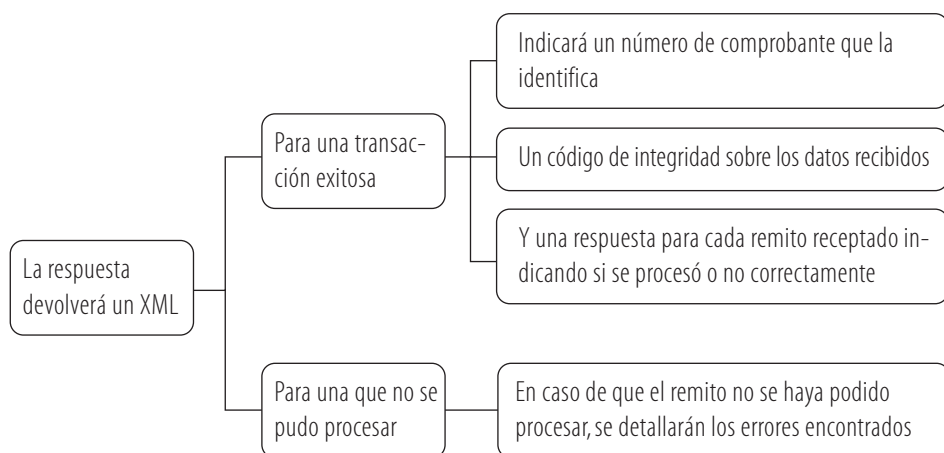 Indicará un número de comprobante que la
identifica
Para una transac-
ción exitosa
Un código de integridad sobre los datos recibidos
Y una respuesta para cada remito receptado in-
dicando si se procesó o no correctamente
La respuesta
devolverá un XML
Para una que no se
pudo procesar
En caso de que el remito no se haya podido
procesar, se detallarán los errores encontrados